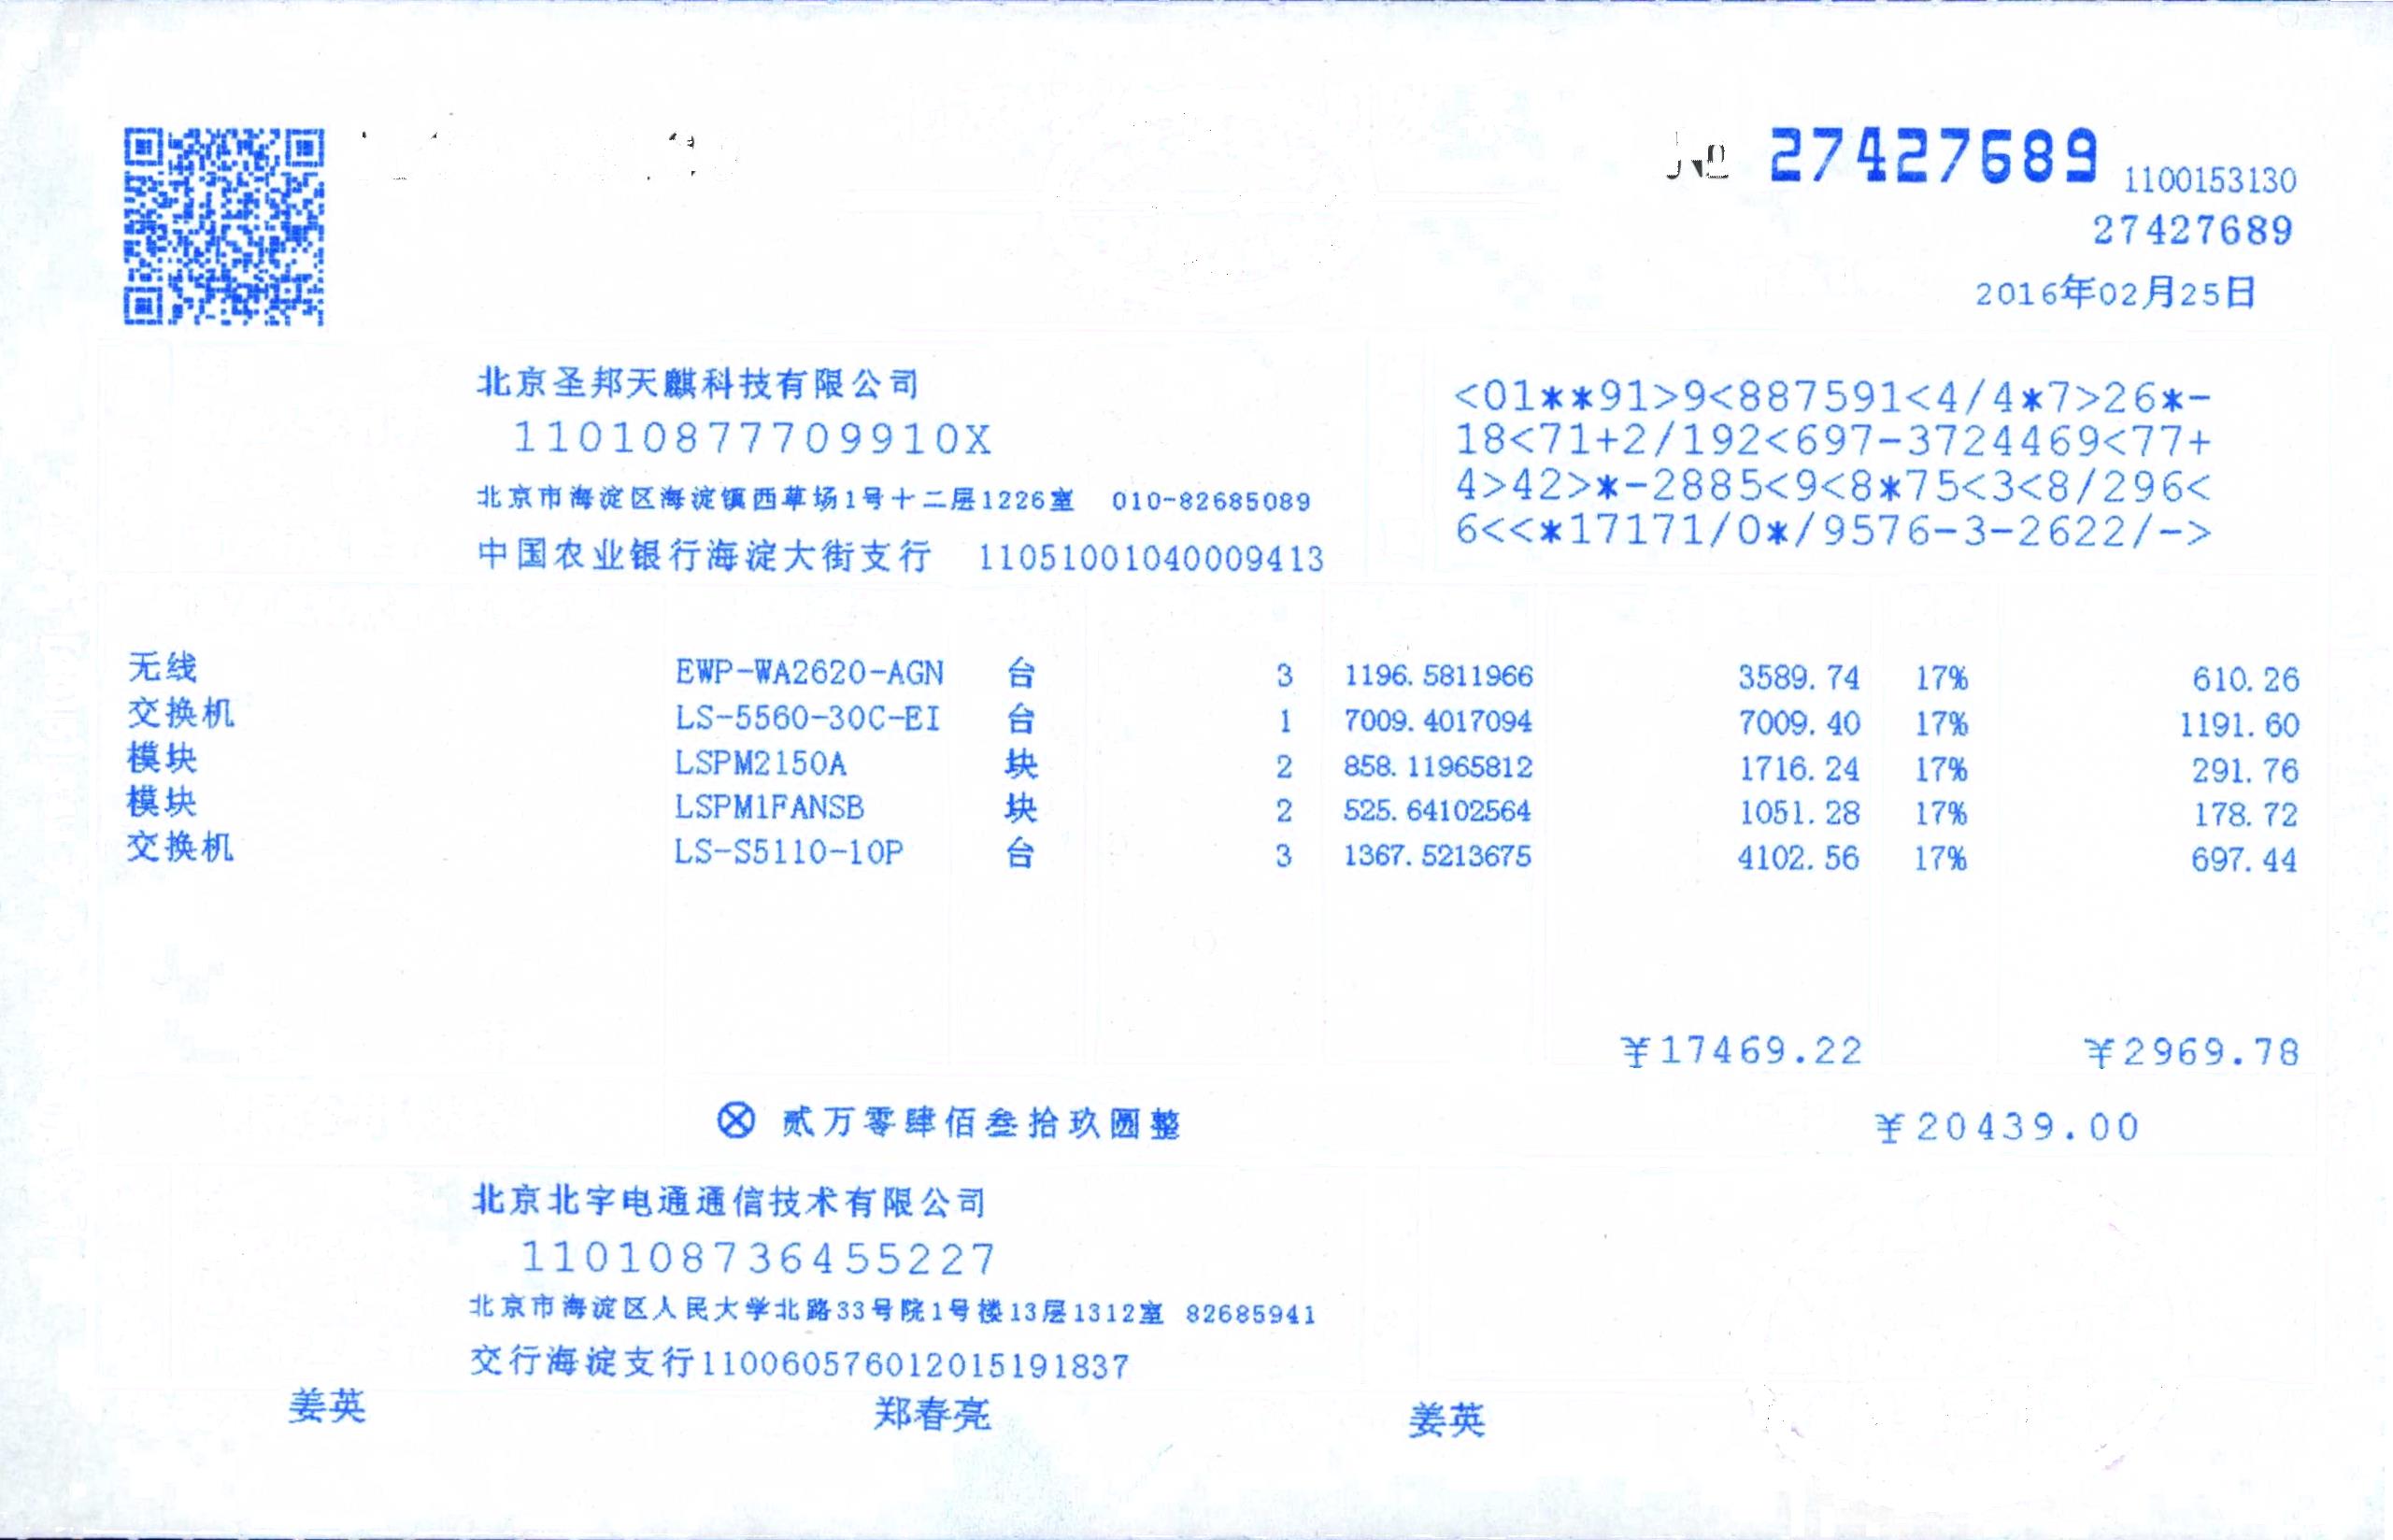 № 27427689 1100153130
27427689
2016年02月25日
北京圣邦天麒科技有限公司
11010877709910X
北京市海淀区海淀镇西草场1号十二层1226室 010-82685089
中国农业银行海淀大街支行 11051001040009413
<01**91>9<887591<4/4*7>26*-
18<71+2/192<697-3724469<77+
4>42>*-2885<9<8*75<3<8/296<
6<<*17171/0*/9576-3-2622/->
无线 EWP-WA2620-AGN 台 3 1196.5811966 3589.74 17% 610.26
交换机 LS-5560-30C-EI 台 1 7009.4017094 7009.40 17% 1191.60
模块 LSPM2150A 块 2 858.11965812 1716.24 17% 291.76
模块 LSPM1FANSB 块 2 525.64102564 1051.28 17% 178.72
交换机 LS-S5110-10P 台 3 1367.5213675 4102.56 17% 697.44
¥17469.22 ¥2969.78
ⓧ 贰万零肆佰叁拾玖圆整 ¥20439.00
北京北宇电通通信技术有限公司
110108736455227
北京市海淀区人民大学北路33号院1号楼13层1312室 82685941
交行海淀支行110060576012015191837
姜英 郑春亮 姜英